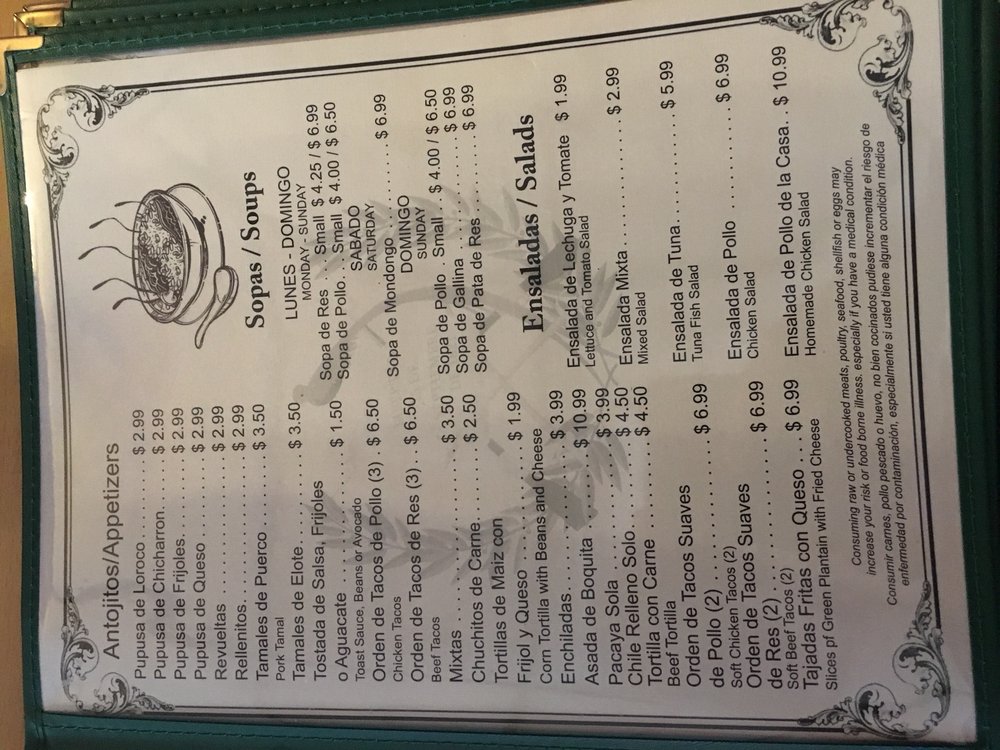 Antojitos/Appetizers
Pupusa de Loroco . . . . . $ 2.99
Pupusa de Chicharron. . . . . $ 2.99
Pupusa de Frijoles. . . . . . $ 2.99
Pupusa de Queso . . . . . . $ 2.99
Revueltas . . . . . . . . . . . $ 2.99
Rellenitos. . . . . . . . . . . $ 2.99
Tamales de Puerco . . . . . $ 3.50
Pork Tamal
Tamales de Elote. . . . . . $ 3.50
Tostada de Salsa, Frijoles
o Aguacate . . . . . . . . . $ 1.50
Toast Sauce, Beans or Avocado
Orden de Tacos de Pollo (3) . $ 6.50
Chicken Tacos
Orden de Tacos de Res (3) . . . $ 6.50
Beef Tacos
Mixtas . . . . . . . . . . . . $ 3.50
Chuchitos de Carne. . . . . . $ 2.50
Tortillas de Maiz con
Frijol y Queso . . . . . . . . $ 1.99
Corn Tortilla with Beans and Cheese
Enchiladas. . . . . . . . . . $ 3.99
Asada de Boquita . . . . . . $ 10.99
Pacaya Sola . . . . . . . . . $ 3.99
Chile Relleno Solo. . . . . . $ 4.50
Tortilla con Carne . . . . . . $ 4.50
Beef Tortilla
Orden de Tacos Suaves
de Pollo (2) . . . . . . . . . $ 6.99
Soft Chicken Tacos (2)
Orden de Tacos Suaves
de Res (2) . . . . . . . . . . $ 6.99
Soft Beef Tacos (2)
Tajadas Fritas con Queso . . . $ 6.99
Slices pf Green Plantain with Fried Cheese
Sopas / Soups
LUNES - DOMINGO
MONDAY - SUNDAY
Sopa de Res . . Small $ 4.25 / $ 6.99
Sopa de Pollo. . . Small $ 4.00 / $ 6.50
SABADO
SATURDAY
Sopa de Mondongo . . . . . . $ 6.99
DOMINGO
SUNDAY
Sopa de Pollo Small $ 4.00 / $ 6.50
Sopa de Gallina . . . . . . . $ 6.99
Sopa de Pata de Res . . . . . $ 6.99
Ensaladas / Salads
Ensalada de Lechuga y Tomate $ 1.99
Lettuce and Tomato Salad
Ensalada Mixta . . . . . . . . $ 2.99
Mixed Salad
Ensalada de Tuna . . . . . . . $ 5.99
Tuna Fish Salad
Ensalada de Pollo . . . . . . . $ 6.99
Chicken Salad
Ensalada de Pollo de la Casa. . $ 10.99
Homemade Chicken Salad
Consuming raw or undercooked meats, poultry, seafood, shellfish or eggs may
increase your risk or food borne illness. especially if you have a medical condition.
Consumir carnes, pollo pescado o huevo, no bien cocinados pudiese incrementar el riesgo de
enfermedad por contaminación, especialmente si usted tiene alguna condición médica